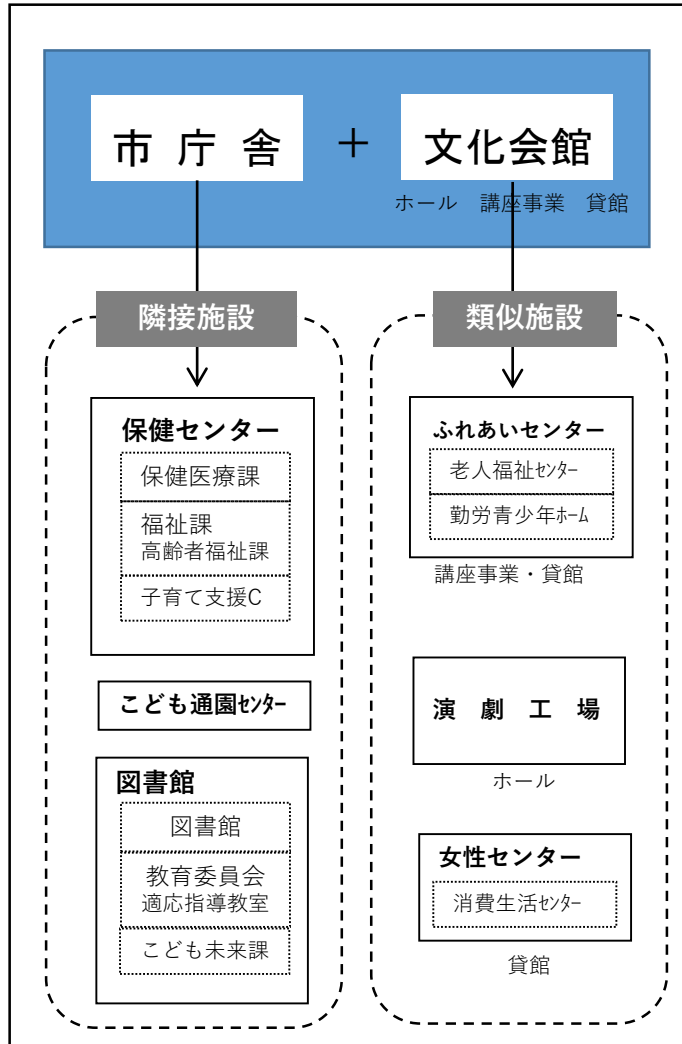 市庁舎 ＋ 文化会館
ホール　講座事業　貸館
隣接施設
保健センター
保健医療課
福祉課
高齢者福祉課
子育て支援C
こども通園ｾﾝﾀｰ
図書館
図書館
教育委員会
適応指導教室
こども未来課
類似施設
ふれあいセンター
老人福祉ｾﾝﾀｰ
勤労青少年ﾎｰﾑ
講座事業・貸館
演劇工場
ホール
女性センター
消費生活ｾﾝﾀｰ
貸館